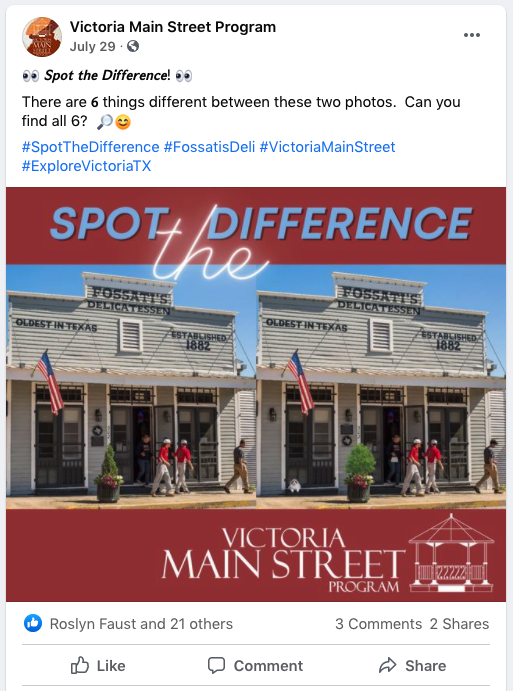 Victoria Main Street Program
July 29 ·
👀 Spot the Difference! 👀
There are 6 things different between these two photos. Can you
find all 6? 🔎😊
#SpotTheDifference #FossatisDeli #VictoriaMainStreet
#ExploreVictoriaTX
SPOT the DIFFERENCE
FOSSATI'S
DELICATESSEN
OLDEST IN TEXAS
ESTABLISHED
1882
FOSSATI'S
DELICATESSEN
OLDEST IN TEXAS
ESTABLISHED
1882
VICTORIA
MAIN STREET
PROGRAM
Roslyn Faust and 21 others
3 Comments 2 Shares
Like
Comment
Share